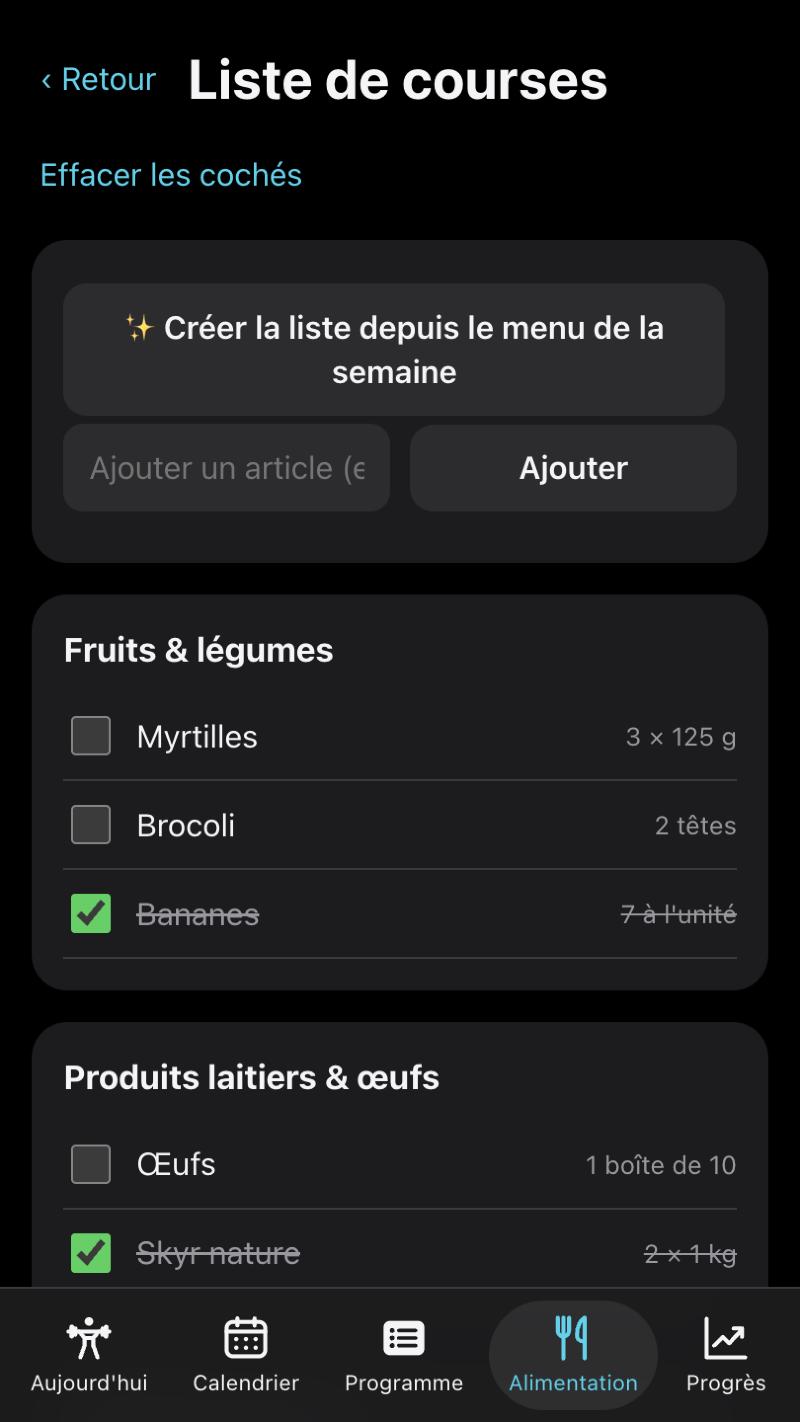 ‹ Retour
Liste de courses
Effacer les cochés
✨ Créer la liste depuis le menu de la
semaine
Ajouter un article (e
Ajouter
Fruits & légumes
Myrtilles 3 × 125 g
Brocoli 2 têtes
Bananes 7 à l'unité
Produits laitiers & œufs
Œufs 1 boîte de 10
Skyr nature 2 × 1 kg
Aujourd'hui Calendrier Programme Alimentation Progrès